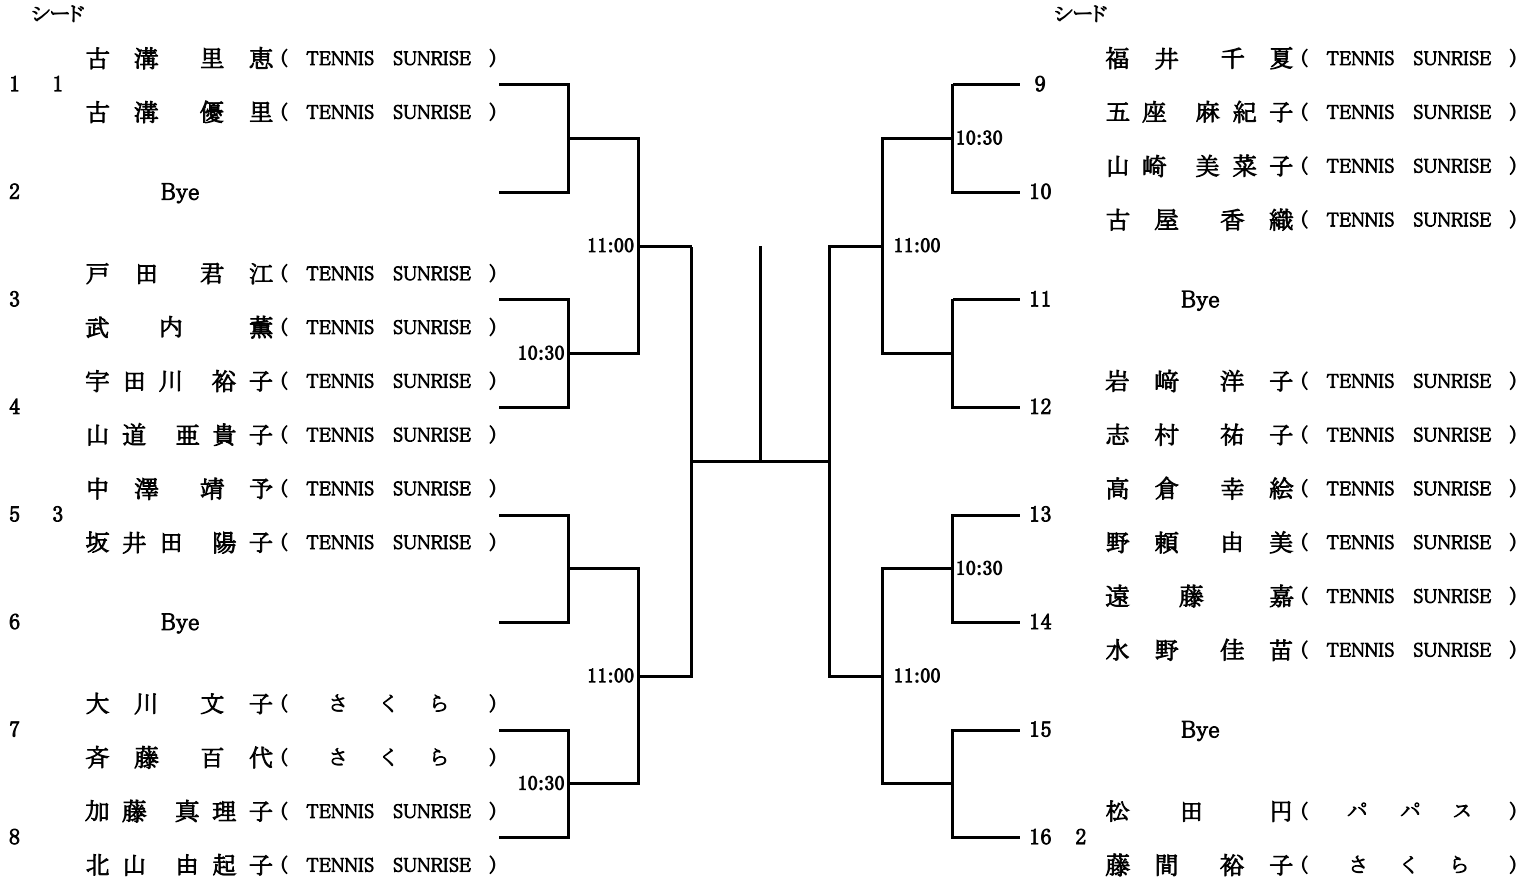 シード
1 1 古溝 里恵 ( TENNIS SUNRISE )
古溝 優里 ( TENNIS SUNRISE )
2 Bye
11:00
3 戸田 君江 ( TENNIS SUNRISE )
武内 薫 ( TENNIS SUNRISE )
10:30
4 宇田川 裕子 ( TENNIS SUNRISE )
山道 亜貴子 ( TENNIS SUNRISE )
5 3 中澤 靖予 ( TENNIS SUNRISE )
坂井田 陽子 ( TENNIS SUNRISE )
6 Bye
11:00
7 大川 文子 ( さくら )
斉藤 百代 ( さくら )
10:30
8 加藤 真理子 ( TENNIS SUNRISE )
北山 由起子 ( TENNIS SUNRISE )
シード
9 福井 千夏 ( TENNIS SUNRISE )
五座 麻紀子 ( TENNIS SUNRISE )
10:30
10 山崎 美菜子 ( TENNIS SUNRISE )
古屋 香織 ( TENNIS SUNRISE )
11:00
11 Bye
12 岩﨑 洋子 ( TENNIS SUNRISE )
志村 祐子 ( TENNIS SUNRISE )
13 高倉 幸絵 ( TENNIS SUNRISE )
野頼 由美 ( TENNIS SUNRISE )
10:30
14 遠藤 嘉 ( TENNIS SUNRISE )
水野 佳苗 ( TENNIS SUNRISE )
11:00
15 Bye
16 2 松田 円 ( パパス )
藤間 裕子 ( さくら )